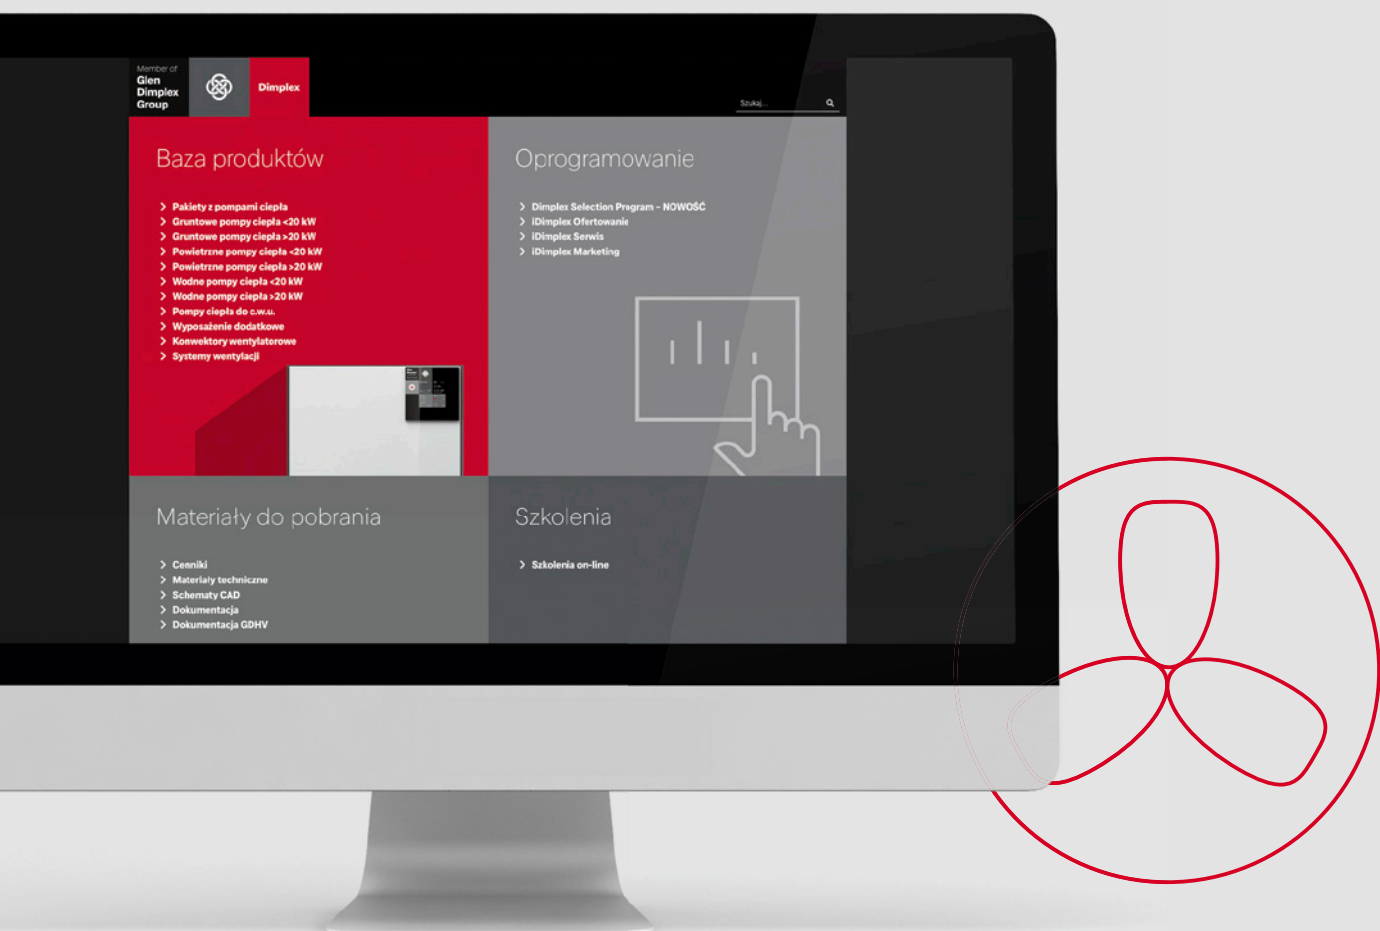 Member of
Glen
Dimplex
Group
Dimplex
Szukaj...
Baza produktów
Pakiety z pompami ciepła
Gruntowe pompy ciepła <20 kW
Gruntowe pompy ciepła >20 kW
Powietrzne pompy ciepła <20 kW
Powietrzne pompy ciepła >20 kW
Wodne pompy ciepła <20 kW
Wodne pompy ciepła >20 kW
Pompy ciepła do c.w.u.
Wyposażenie dodatkowe
Konwektory wentylatorowe
Systemy wentylacji
Oprogramowanie
Dimplex Selection Program – NOWOŚĆ
iDimplex Ofertowanie
iDimplex Serwis
iDimplex Marketing
Materiały do pobrania
Cenniki
Materiały techniczne
Schematy CAD
Dokumentacja
Dokumentacja GDHV
Szkolenia
Szkolenia on-line